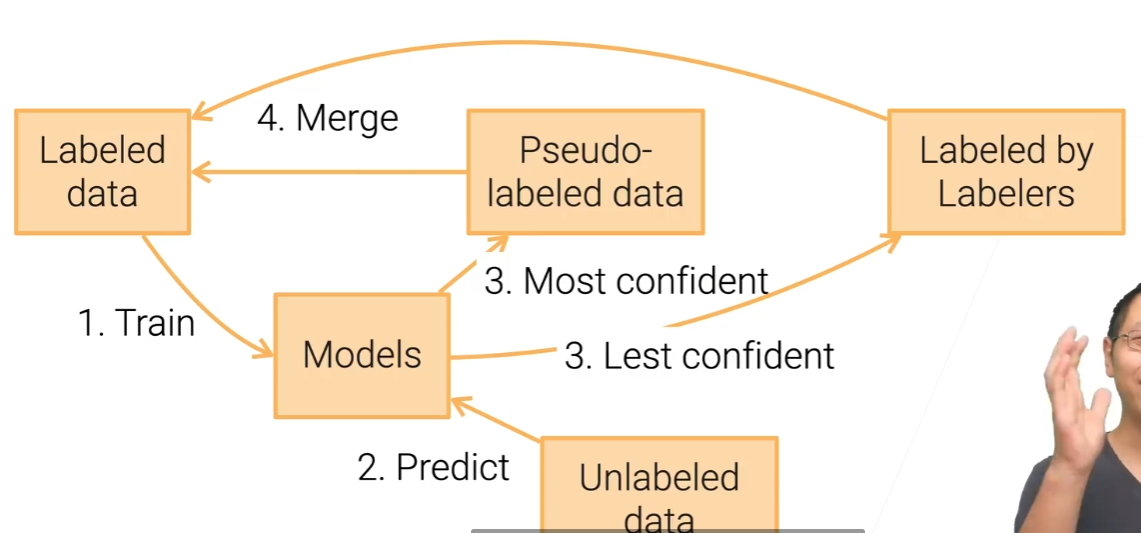 4. Merge
Labeled
data
Pseudo-
labeled data
Labeled by
Labelers
3. Most confident
1. Train
Models
3. Lest confident
2. Predict
Unlabeled
data